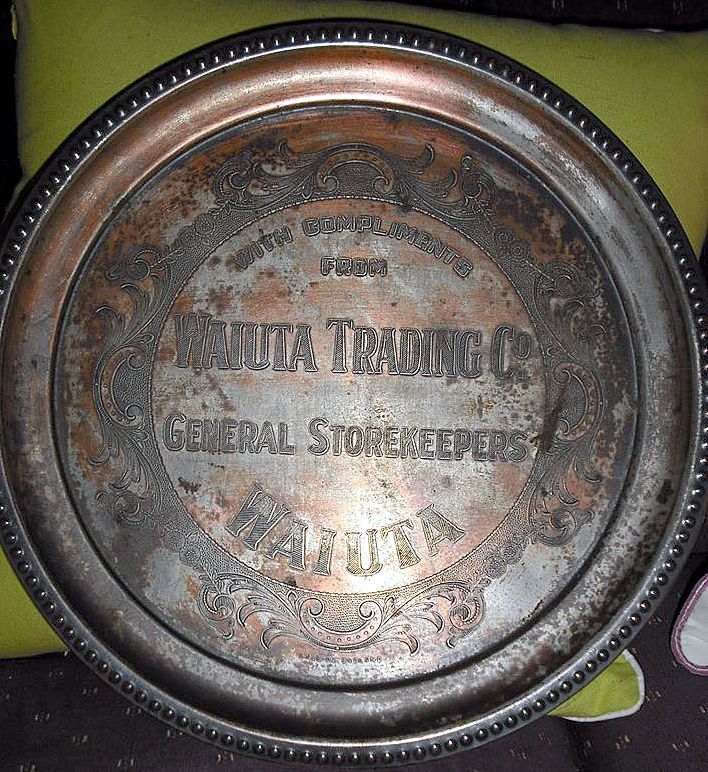 WITH COMPLIMENTS
FROM
WAIUTA TRADING Cº
GENERAL STOREKEEPERS
WAIUTA